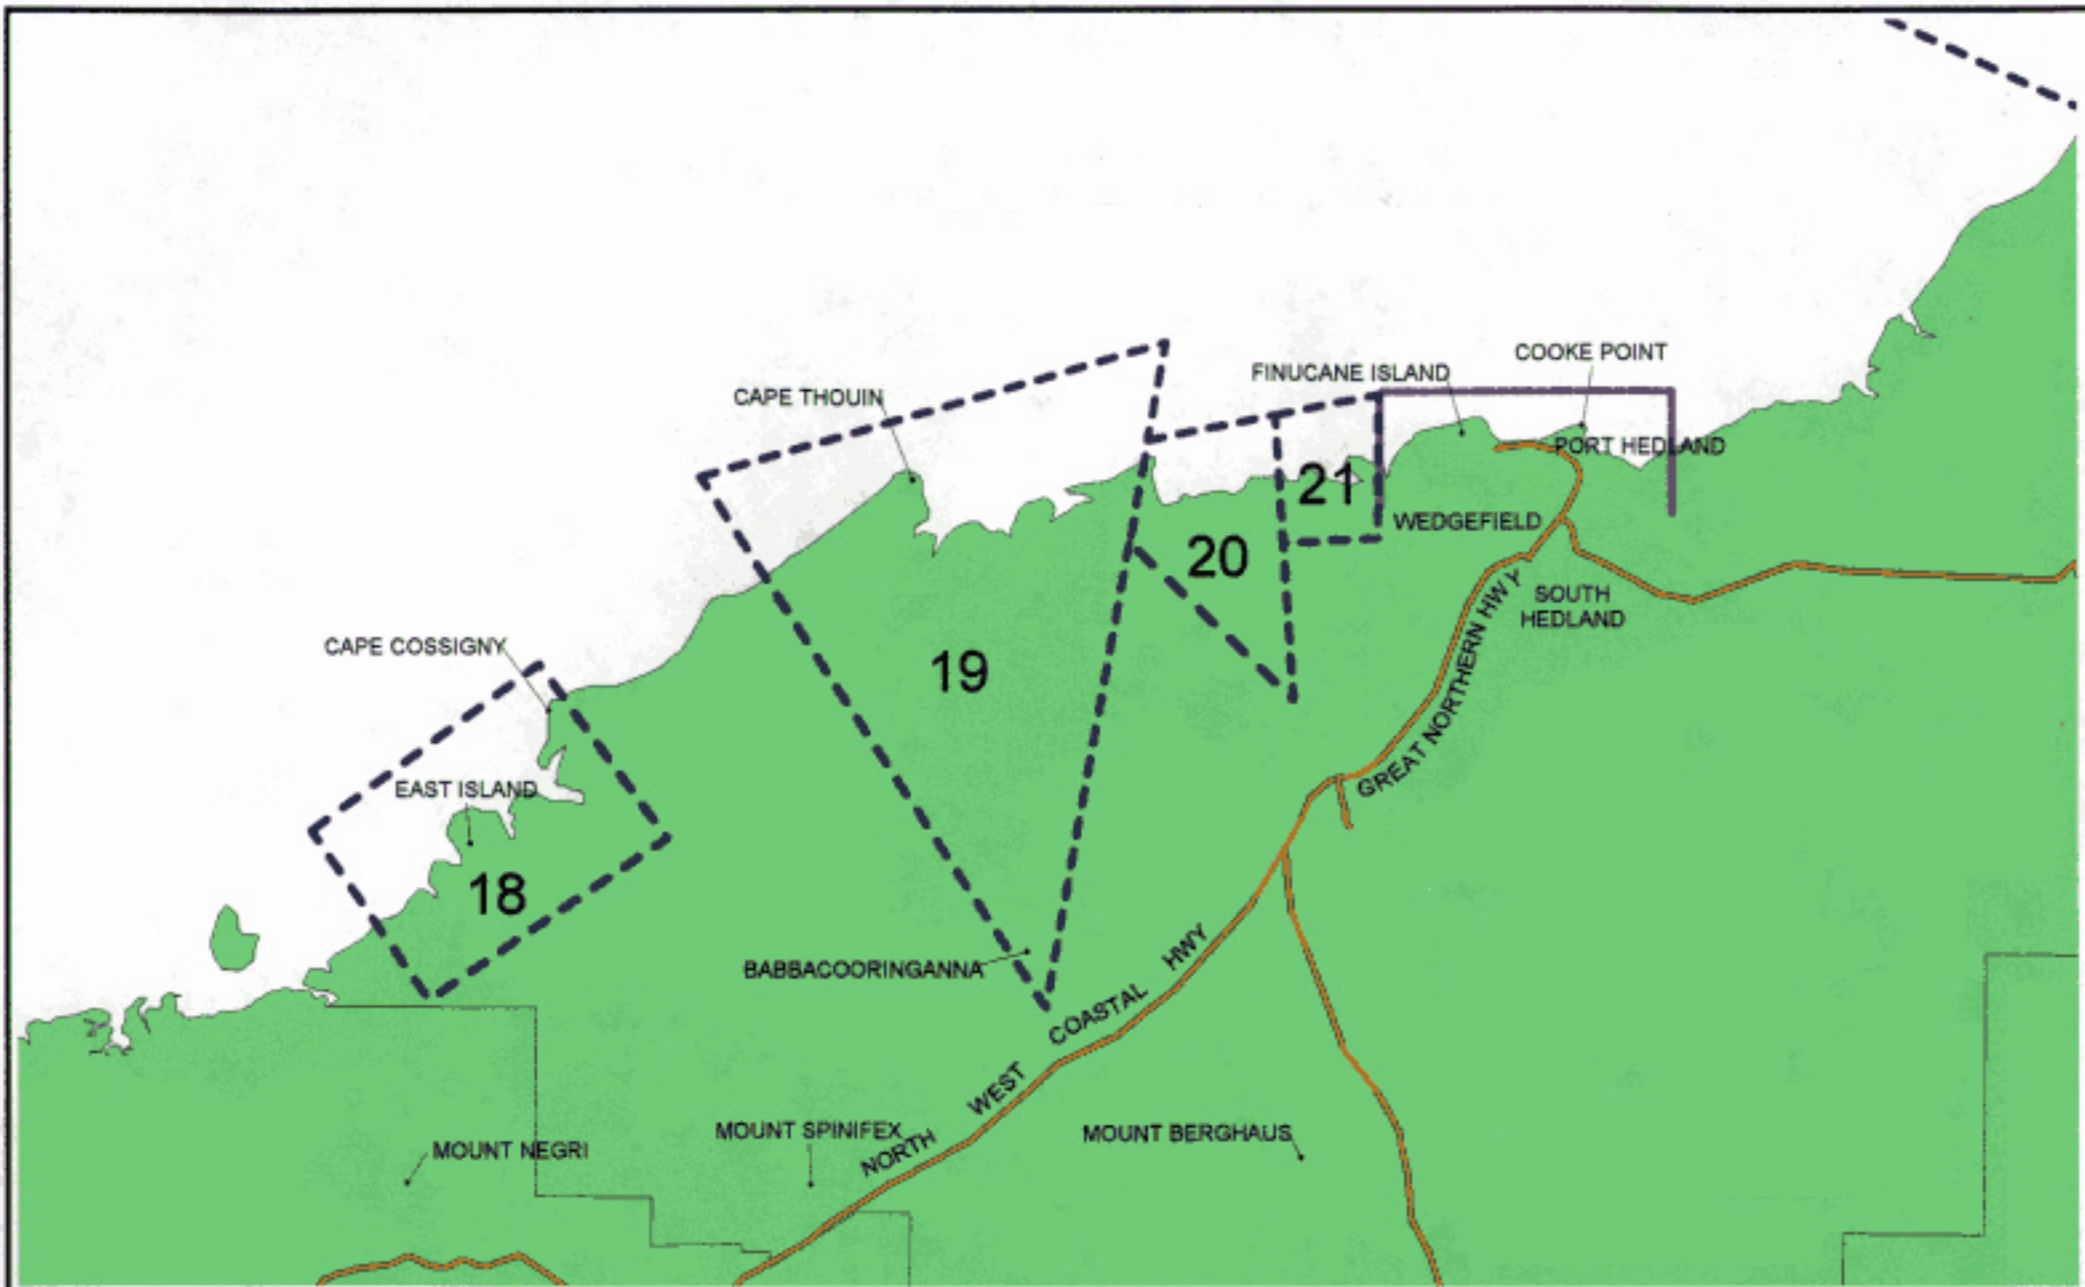 COOKE POINT
FINUCANE ISLAND
CAPE THOUIN
PORT HEDLAND
21
WEDGEFIELD
20
SOUTH
HEDLAND
GREAT NORTHERN HWY
CAPE COSSIGNY
19
EAST ISLAND
18
BABBACOORINGANNA
NORTH WEST COASTAL HWY
MOUNT SPINIFEX
MOUNT BERGHAUS
MOUNT NEGRI